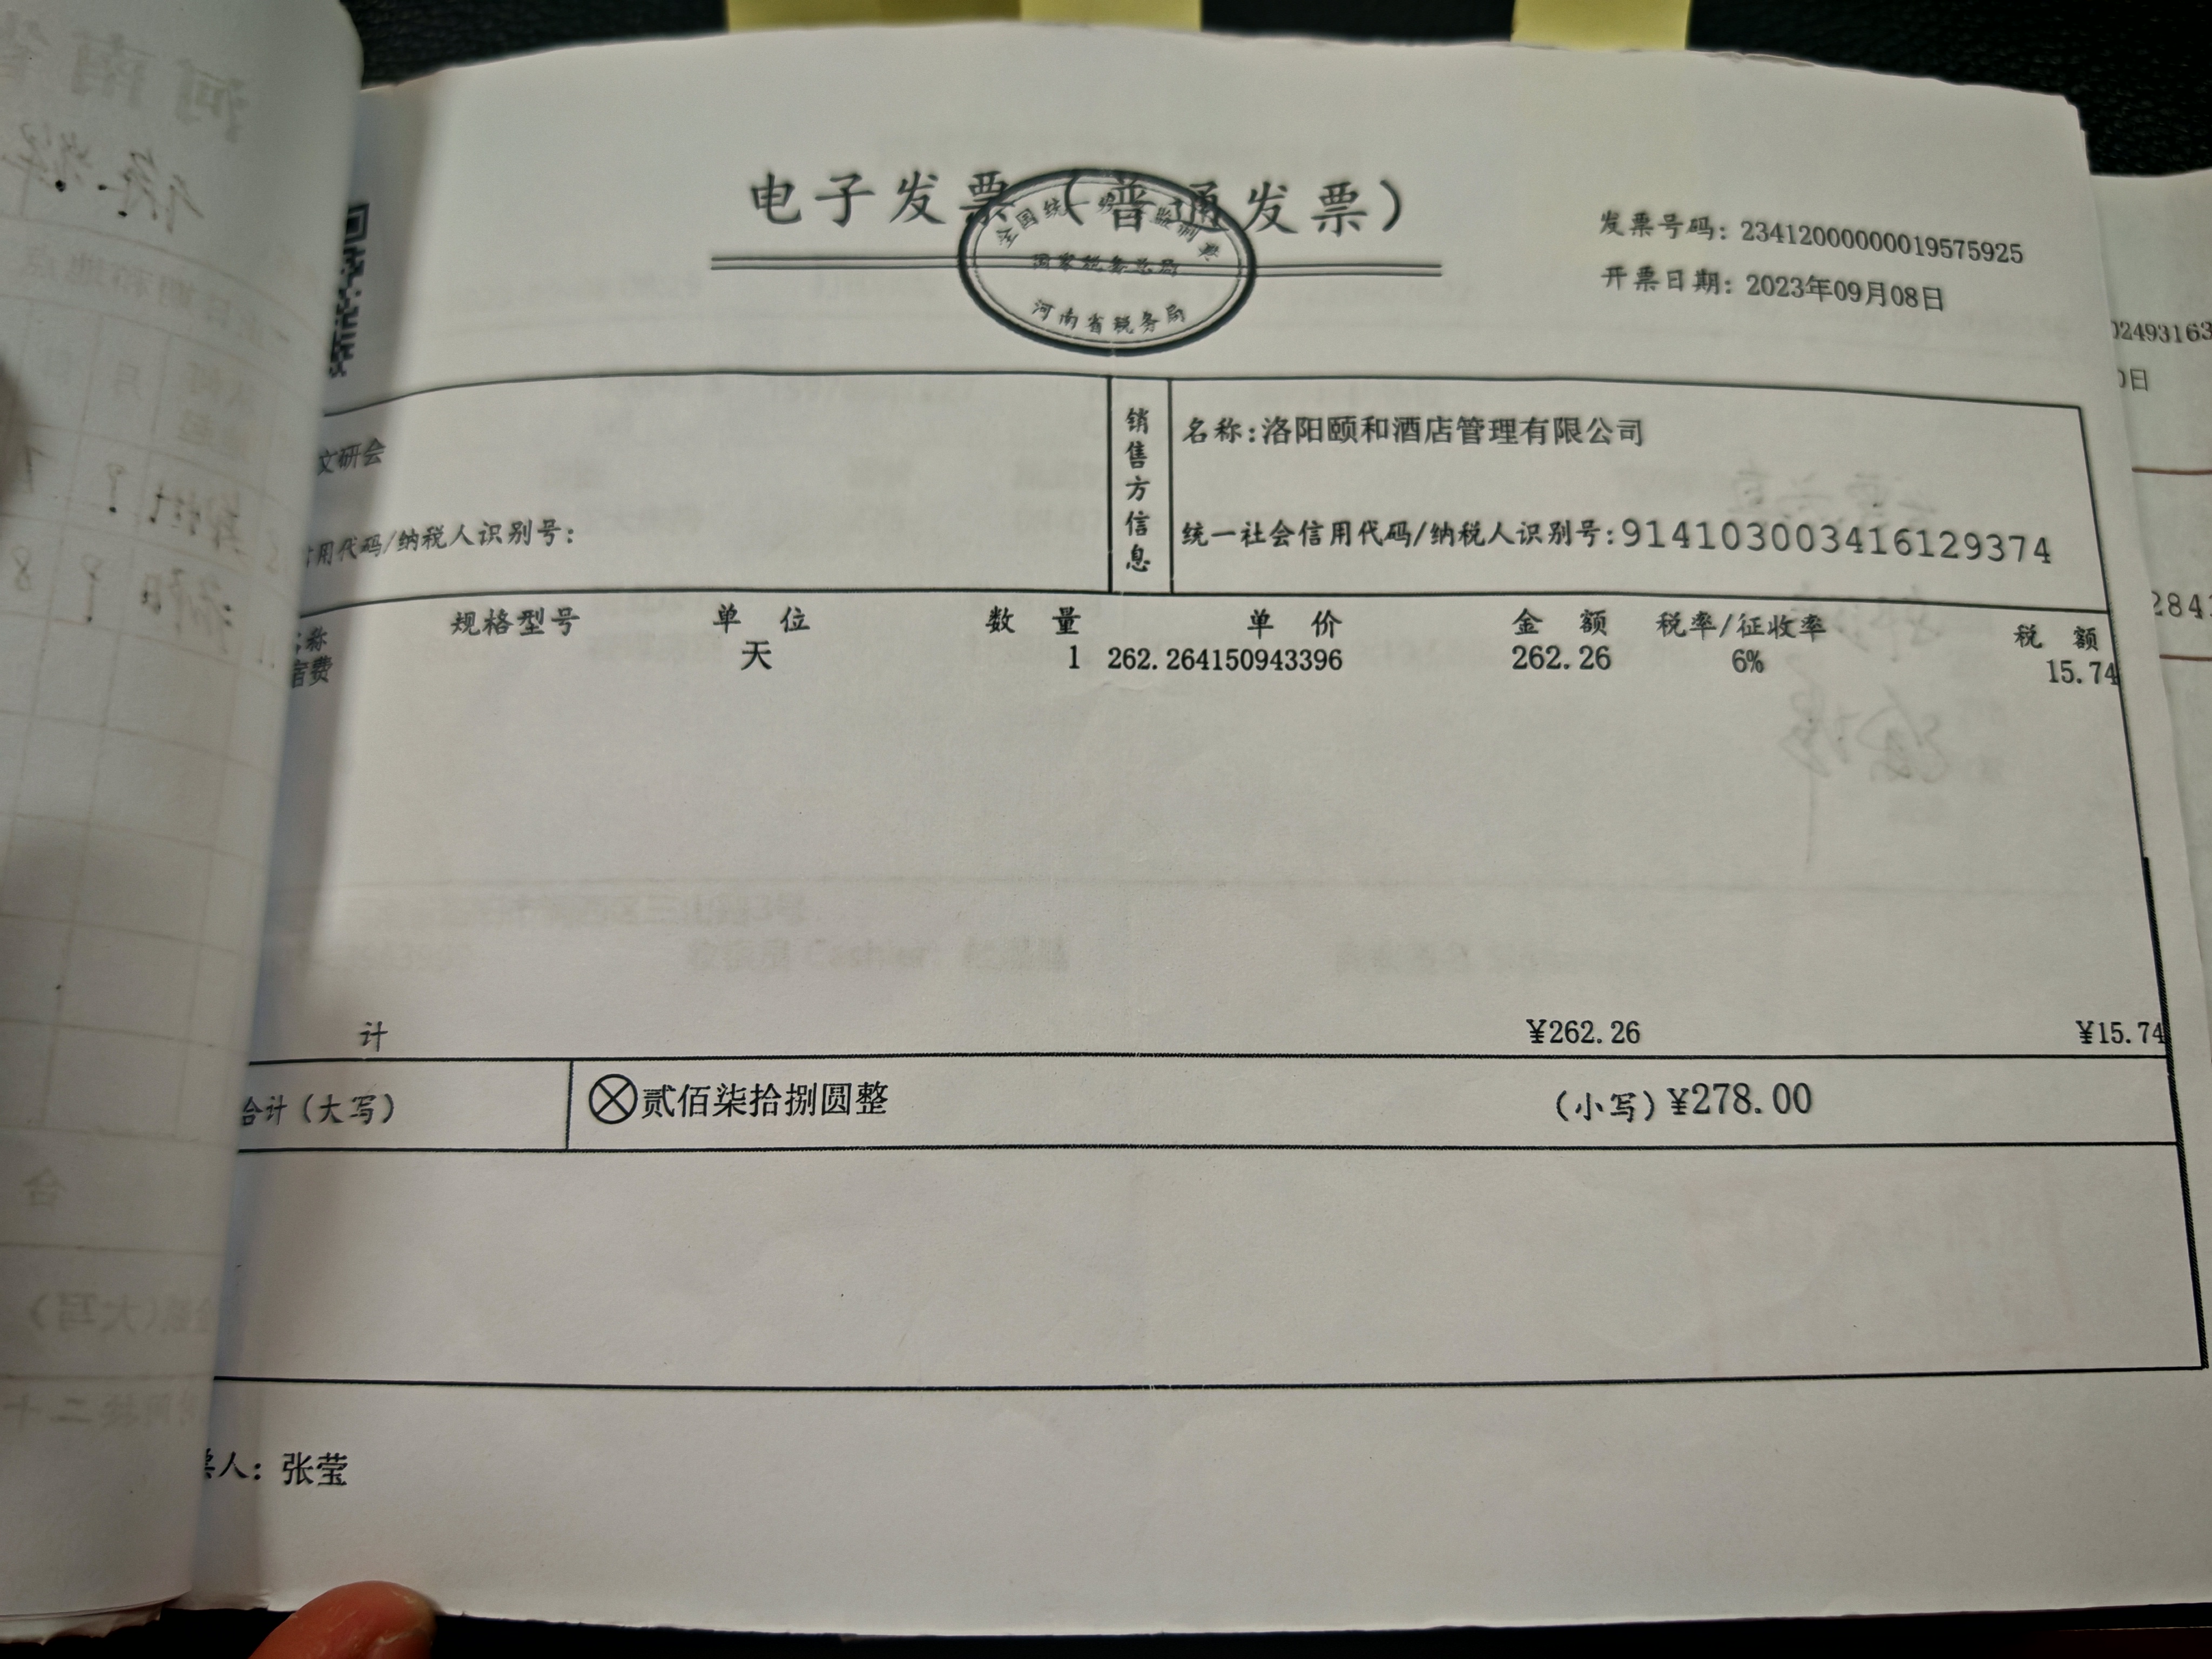 电子发票（普通发票）
全国统一发票监制章
国家税务总局
河南省税务局
发票号码：23412000000019575925
开票日期：2023年09月08日
文研会
用代码/纳税人识别号：
销售方信息
名称：洛阳颐和酒店管理有限公司
统一社会信用代码/纳税人识别号：914103003416129374
称 规格型号 单 位 数 量 单 价 金 额 税率/征收率 税 额
宿费 天 1 262.264150943396 262.26 6% 15.74
计 ¥262.26 ¥15.74
合计（大写） ⊗贰佰柒拾捌圆整 （小写）¥278.00
票人：张莹
02493163
0日
284